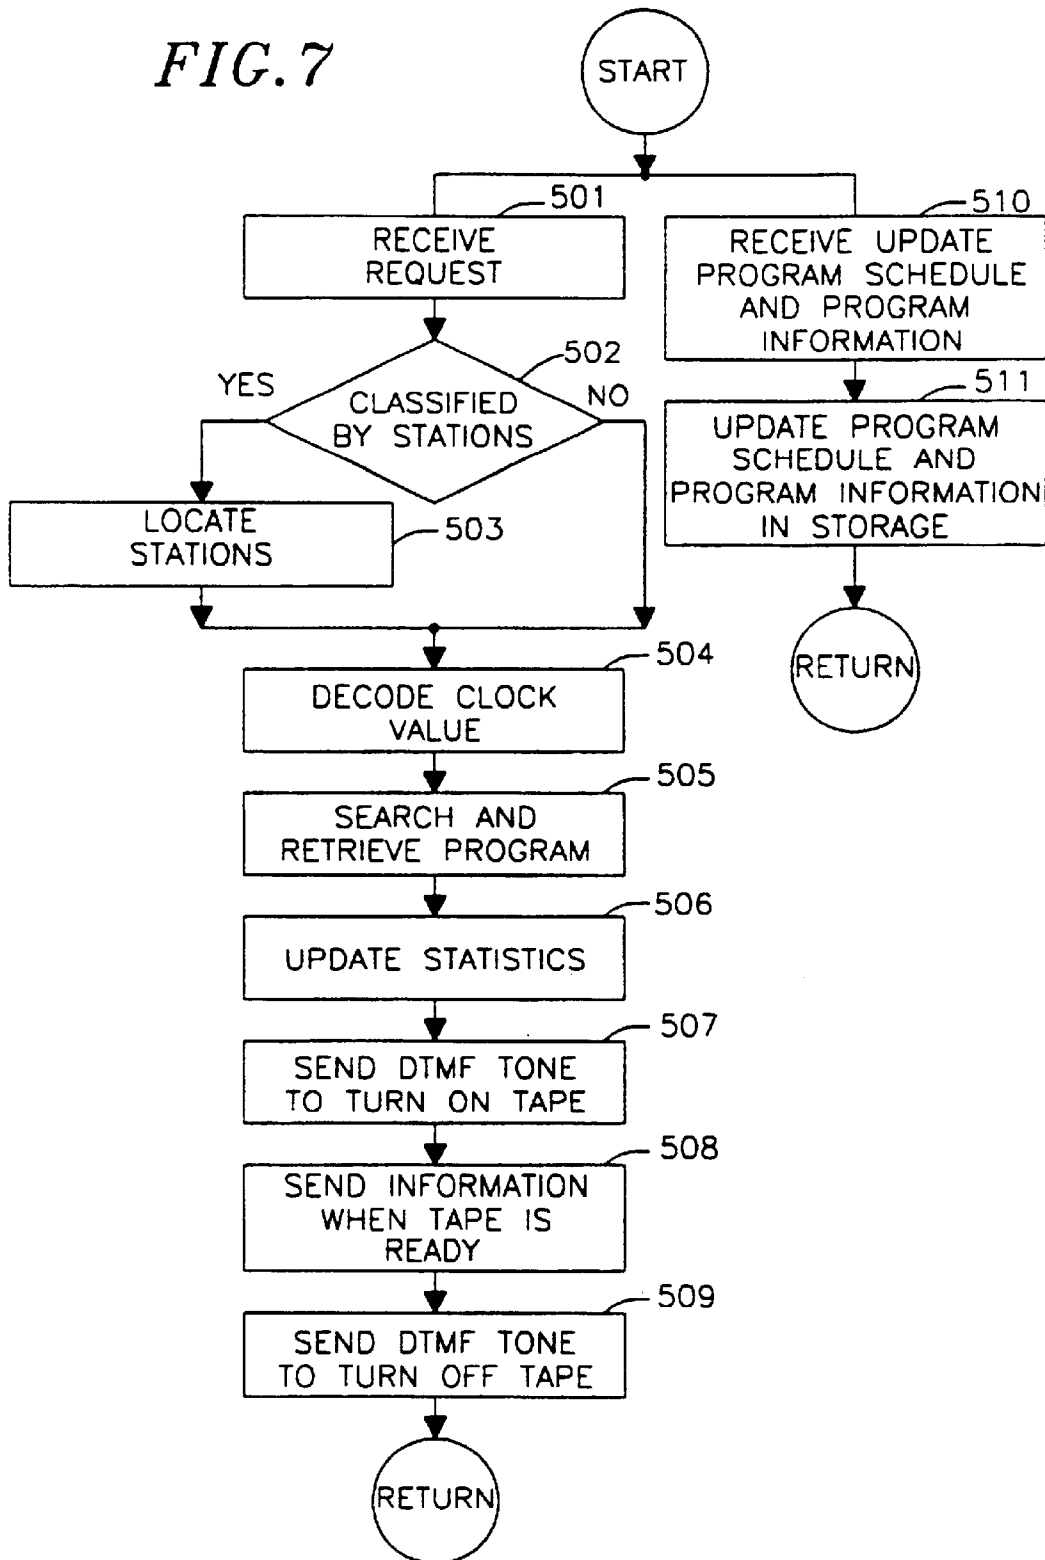 FIG. 7
START
501
RECEIVE
REQUEST
510
RECEIVE UPDATE
PROGRAM SCHEDULE
AND PROGRAM
INFORMATION
502
YES
CLASSIFIED
BY STATIONS
NO
511
UPDATE PROGRAM
SCHEDULE AND
PROGRAM INFORMATION
IN STORAGE
LOCATE
STATIONS
503
RETURN
504
DECODE CLOCK
VALUE
505
SEARCH AND
RETRIEVE PROGRAM
506
UPDATE STATISTICS
507
SEND DTMF TONE
TO TURN ON TAPE
508
SEND INFORMATION
WHEN TAPE IS
READY
509
SEND DTMF TONE
TO TURN OFF TAPE
RETURN